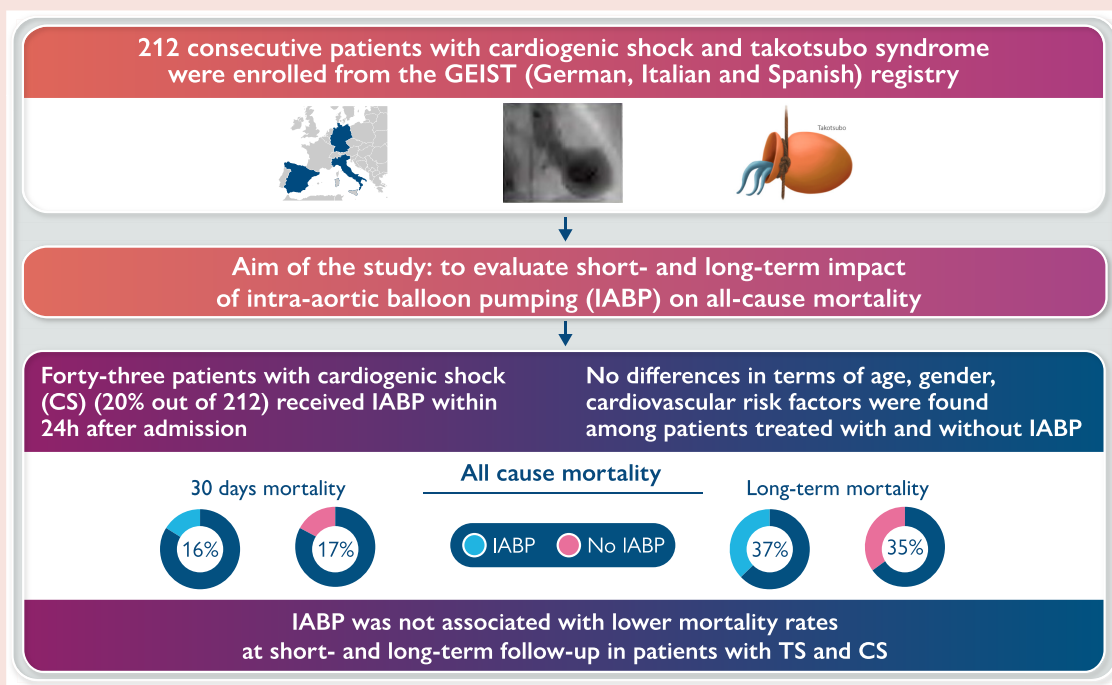 212 consecutive patients with cardiogenic shock and takotsubo syndrome
were enrolled from the GEIST (German, Italian and Spanish) registry
Takotsubo
Aim of the study: to evaluate short- and long-term impact
of intra-aortic balloon pumping (IABP) on all-cause mortality
Forty-three patients with cardiogenic shock
(CS) (20% out of 212) received IABP within
24h after admission
No differences in terms of age, gender,
cardiovascular risk factors were found
among patients treated with and without IABP
All cause mortality
30 days mortality
16%
17%
IABP
No IABP
Long-term mortality
37%
35%
IABP was not associated with lower mortality rates
at short- and long-term follow-up in patients with TS and CS